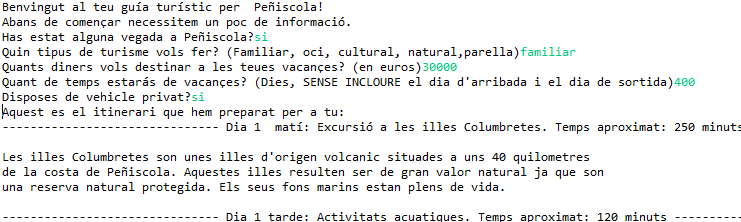 Benvingut al teu guía turístic per  Peñiscola!
Abans de començar necessitem un poc de informació.
Has estat alguna vegada a Peñiscola?si
Quin tipus de turisme vols fer? (Familiar, oci, cultural, natural,parella)familiar
Quants diners vols destinar a les teues vacançes? (en euros)30000
Quant de temps estarás de vacançes? (Dies, SENSE INCLOURE el dia d'arribada i el dia de sortida)400
Disposes de vehicle privat?si
Aquest es el itinerari que hem preparat per a tu:
---------------------------- Dia 1  matí: Excursió a les illes Columbretes. Temps aproximat: 250 minuts
Les illes Columbretes son unes illes d'origen volcanic situades a uns 40 quilometres
de la costa de Peñiscola. Aquestes illes resulten ser de gran valor natural ja que son
una reserva natural protegida. Els seus fons marins estan plens de vida.
---------------------------- Dia 1 tarde: Activitats acuatiques. Temps aproximat: 120 minuts ---------